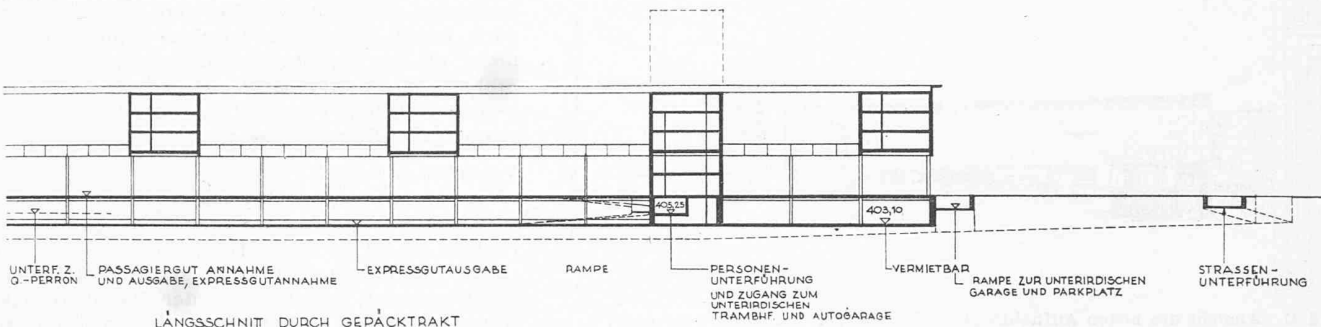 405,25
403,10
UNTERF. Z.
Q.-PERRON
PASSAGIERGUT ANNAHME
UND AUSGABE, EXPRESSGUTANNAHME
EXPRESSGUTAUSGABE
RAMPE
PERSONEN-
UNTERFÜHRUNG
UND ZUGANG ZUM
UNTERIRDISCHEN
TRAMBHF. UND AUTOGARAGE
VERMIETBAR
RAMPE ZUR UNTERIRDISCHEN
GARAGE UND PARKPLATZ
STRASSEN-
UNTERFÜHRUNG
LÄNGSSCHNITT DURCH GEPÄCKTRAKT